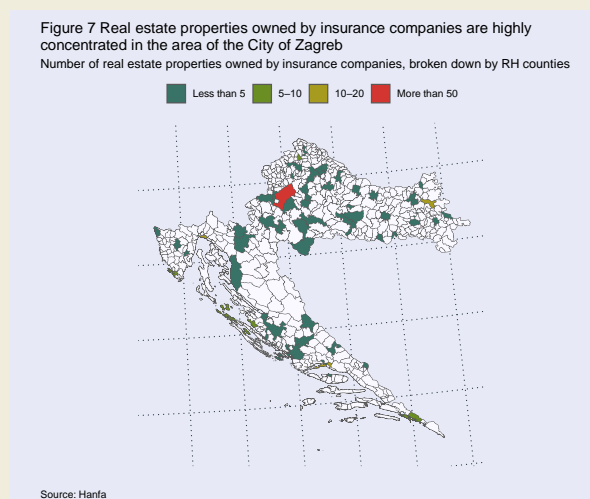 Figure 7 Real estate properties owned by insurance companies are highly
concentrated in the area of the City of Zagreb
Number of real estate properties owned by insurance companies, broken down by RH counties
Less than 5 5–10 10–20 More than 50
Source: Hanfa